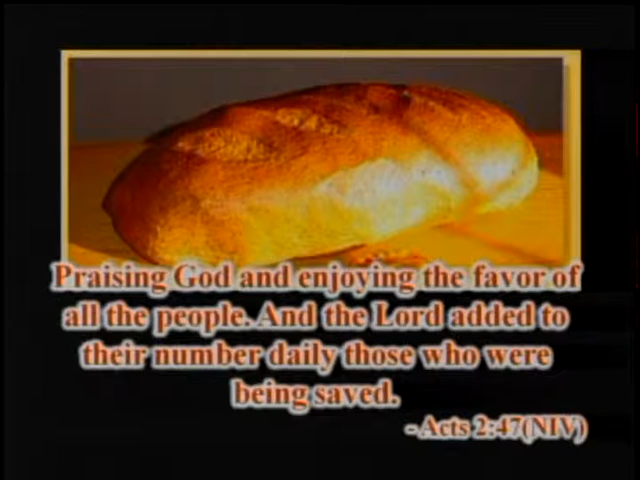 Praising God and enjoying the favor of
all the people. And the Lord added to
their number daily those who were
being saved.
- Acts 2:47(NIV)